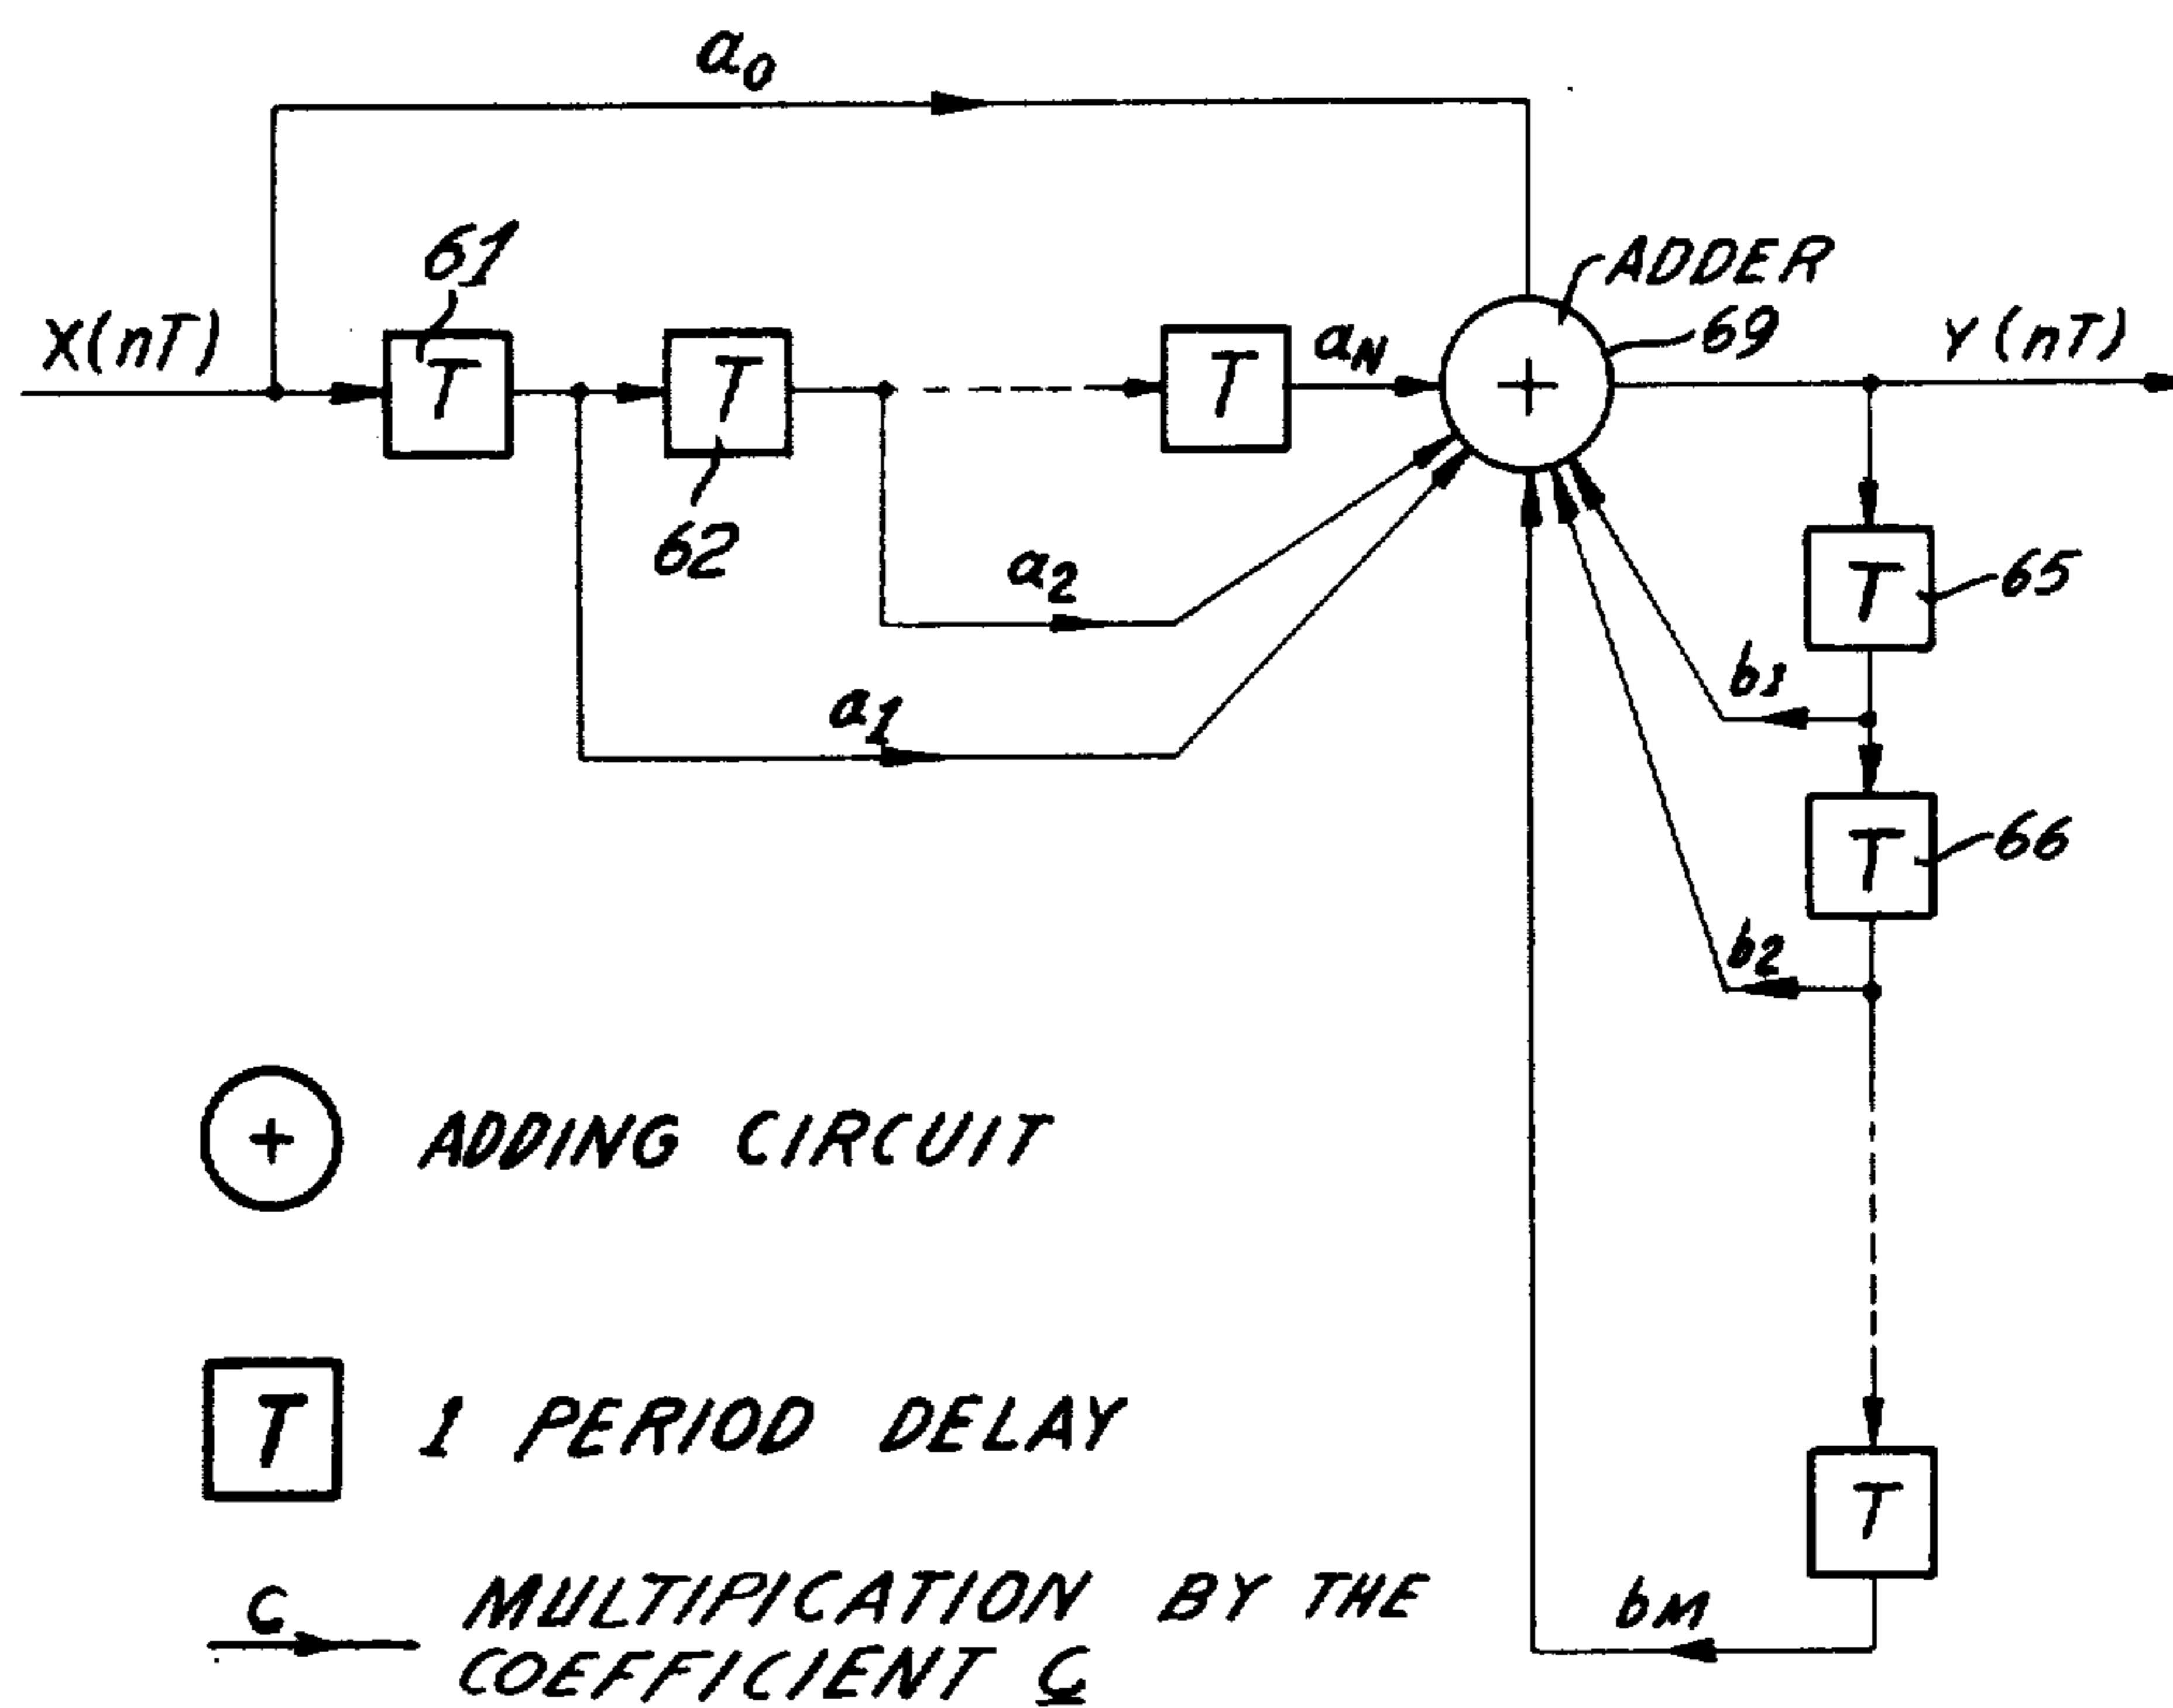 a0
61
ADDER
X(nT)
T
T
T
aN
+
69
Y(nT)
62
a2
T
65
a1
b1
T
66
b2
+ ADDING CIRCUIT
T 1 PERIOD DELAY
T
C MULTIPICATION BY THE
COEFFICIENT C
bM